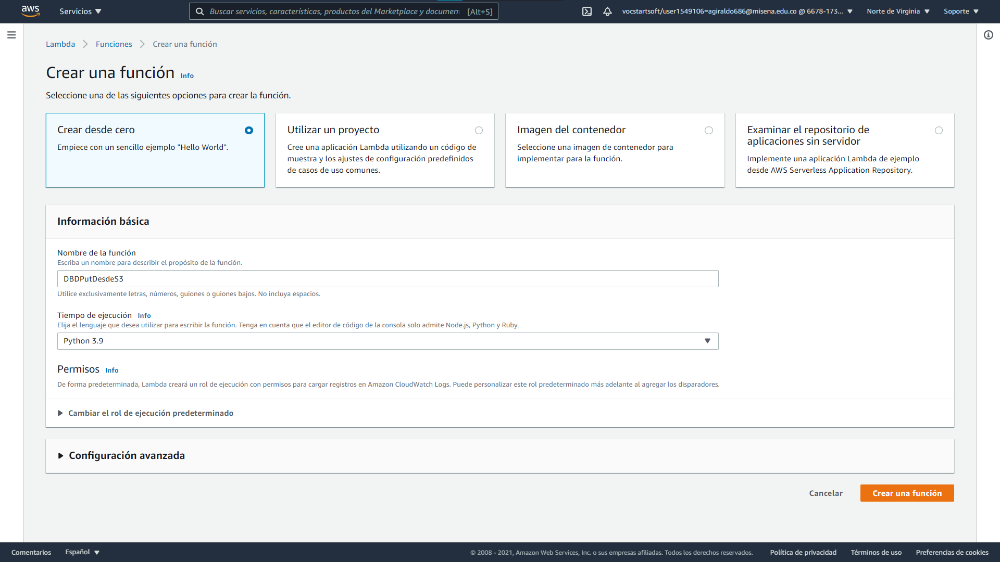 aws
Servicios
Buscar servicios, características, productos del Marketplace y document
[Alt+S]
vocstartsoft/user1549106=agiraldo686@misena.edu.co @ 6678-173...
Norte de Virginia
Soporte
Lambda
Funciones
Crear una función
Crear una función Info
Seleccione una de las siguientes opciones para crear la función.
Crear desde cero
Empiece con un sencillo ejemplo "Hello World".
Utilizar un proyecto
Cree una aplicación Lambda utilizando un código de
muestra y los ajustes de configuración predefinidos
de casos de uso comunes.
Imagen del contenedor
Seleccione una imagen de contenedor para
implementar para la función.
Examinar el repositorio de
aplicaciones sin servidor
Implemente una aplicación Lambda de ejemplo
desde AWS Serverless Application Repository.
Información básica
Nombre de la función
Escriba un nombre para describir el propósito de la función.
DBDPutDesdeS3
Utilice exclusivamente letras, números, guiones o guiones bajos. No incluya espacios.
Tiempo de ejecución Info
Elija el lenguaje que desea utilizar para escribir la función. Tenga en cuenta que el editor de código de la consola solo admite Node.js, Python y Ruby.
Python 3.9
Permisos Info
De forma predeterminada, Lambda creará un rol de ejecución con permisos para cargar registros en Amazon CloudWatch Logs. Puede personalizar este rol predeterminado más adelante al agregar los disparadores.
Cambiar el rol de ejecución predeterminado
Configuración avanzada
Cancelar
Crear una función
Comentarios
Español
© 2008 - 2021, Amazon Web Services, Inc. o sus empresas afiliadas. Todos los derechos reservados.
Política de privacidad
Términos de uso
Preferencias de cookies